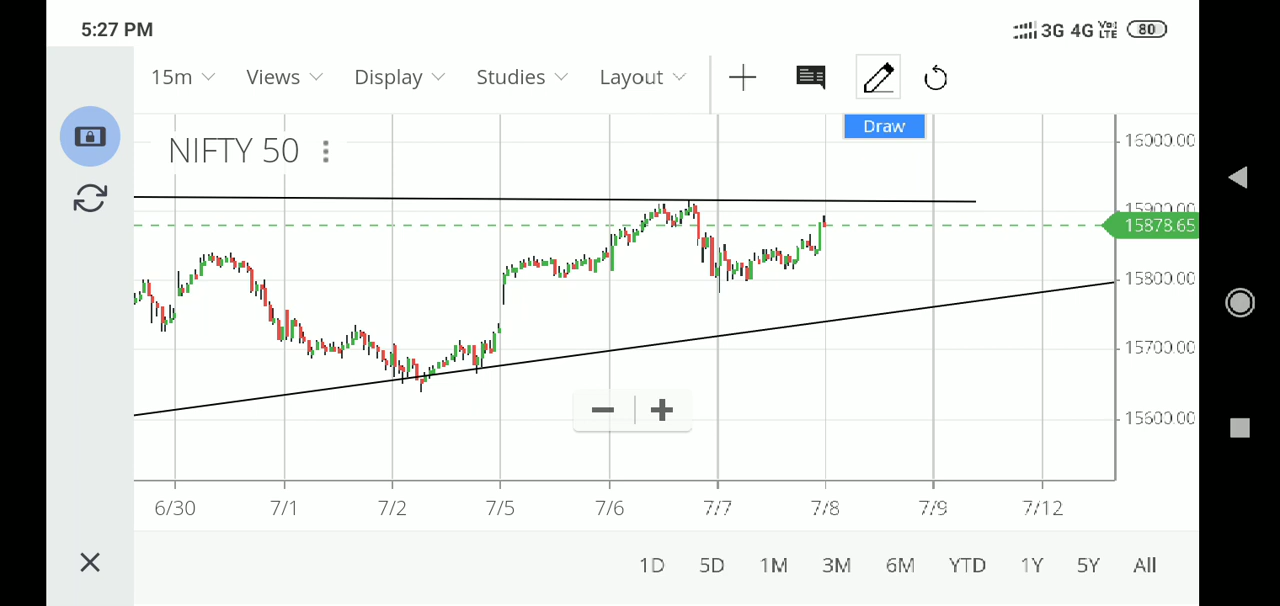 5:27 PM 3G 4G Vo) LTE 80
15m Views Display Studies Layout
Draw
NIFTY 50
16000.00
15900.00
15878.65
15800.00
15700.00
15600.00
6/30 7/1 7/2 7/5 7/6 7/7 7/8 7/9 7/12
1D 5D 1M 3M 6M YTD 1Y 5Y All